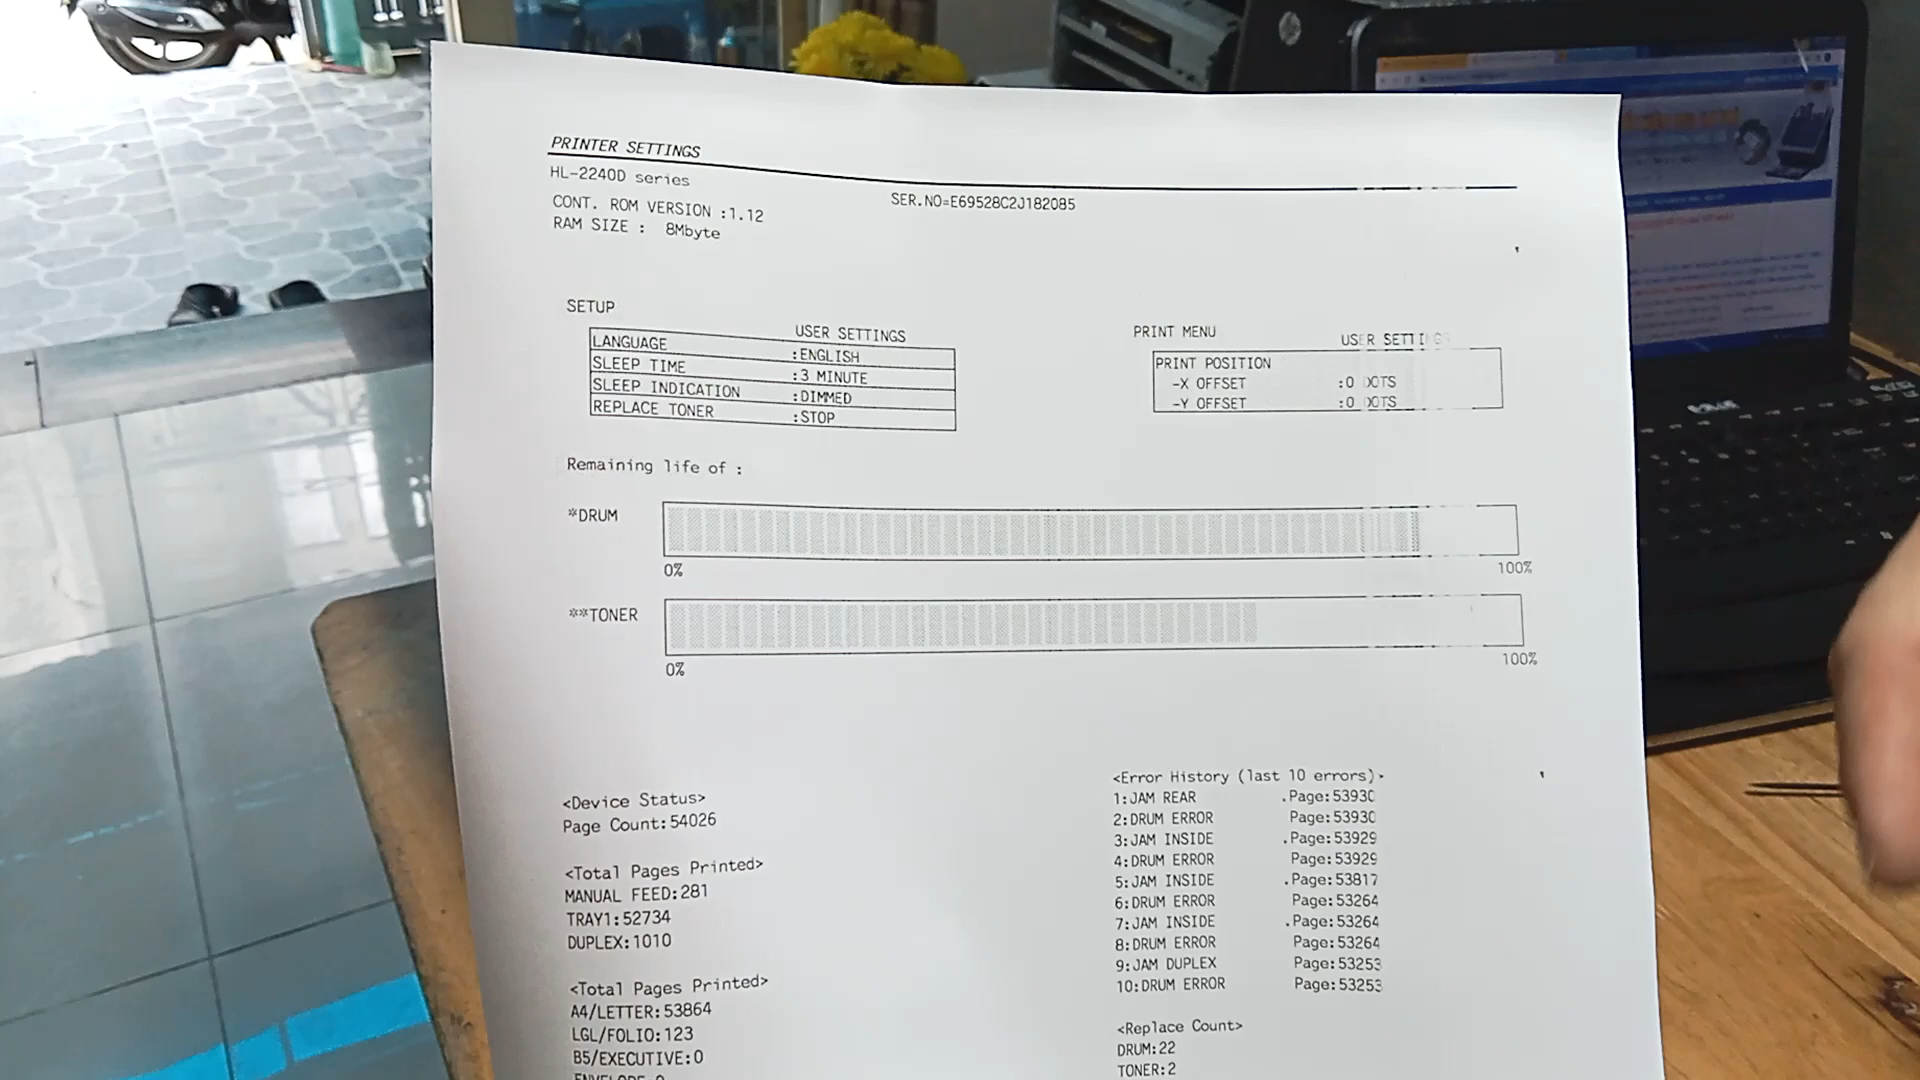 PRINTER SETTINGS
HL-2240D series
CONT. ROM VERSION :1.12
SER.NO=E69528C2J182085
RAM SIZE : 8Mbyte
SETUP
USER SETTINGS
LANGUAGE :ENGLISH
SLEEP TIME :3 MINUTE
SLEEP INDICATION :DIMMED
REPLACE TONER :STOP
PRINT MENU
USER SETTINGS
PRINT POSITION
-X OFFSET :0 DOTS
-Y OFFSET :0 DOTS
Remaining life of :
*DRUM
0% 100%
**TONER
0% 100%
<Device Status>
Page Count:54026
<Total Pages Printed>
MANUAL FEED:281
TRAY1:52734
DUPLEX:1010
<Total Pages Printed>
A4/LETTER:53864
LGL/FOLIO:123
B5/EXECUTIVE:0
ENVELOPE:0
<Error History (last 10 errors)>
1:JAM REAR Page:53930
2:DRUM ERROR Page:53930
3:JAM INSIDE Page:53929
4:DRUM ERROR Page:53929
5:JAM INSIDE Page:53817
6:DRUM ERROR Page:53264
7:JAM INSIDE Page:53264
8:DRUM ERROR Page:53264
9:JAM DUPLEX Page:53253
10:DRUM ERROR Page:53253
<Replace Count>
DRUM:22
TONER:2